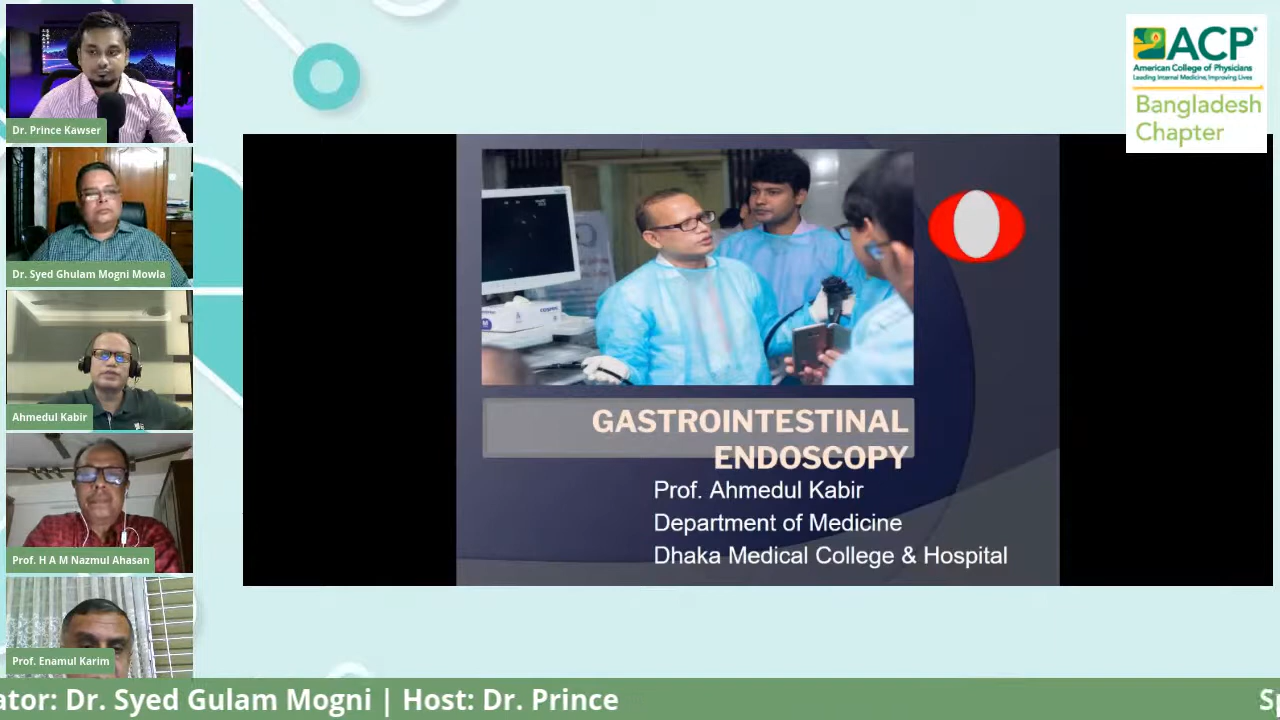 Dr. Prince Kawser
Dr. Syed Ghulam Mogni Mowla
Ahmedul Kabir
Prof. H A M Nazmul Ahasan
Prof. Enamul Karim
ACP®
American College of Physicians
Leading Internal Medicine, Improving Lives
Bangladesh
Chapter
GASTROINTESTINAL
ENDOSCOPY
Prof. Ahmedul Kabir
Department of Medicine
Dhaka Medical College & Hospital
ator: Dr. Syed Gulam Mogni | Host: Dr. Prince
Sp